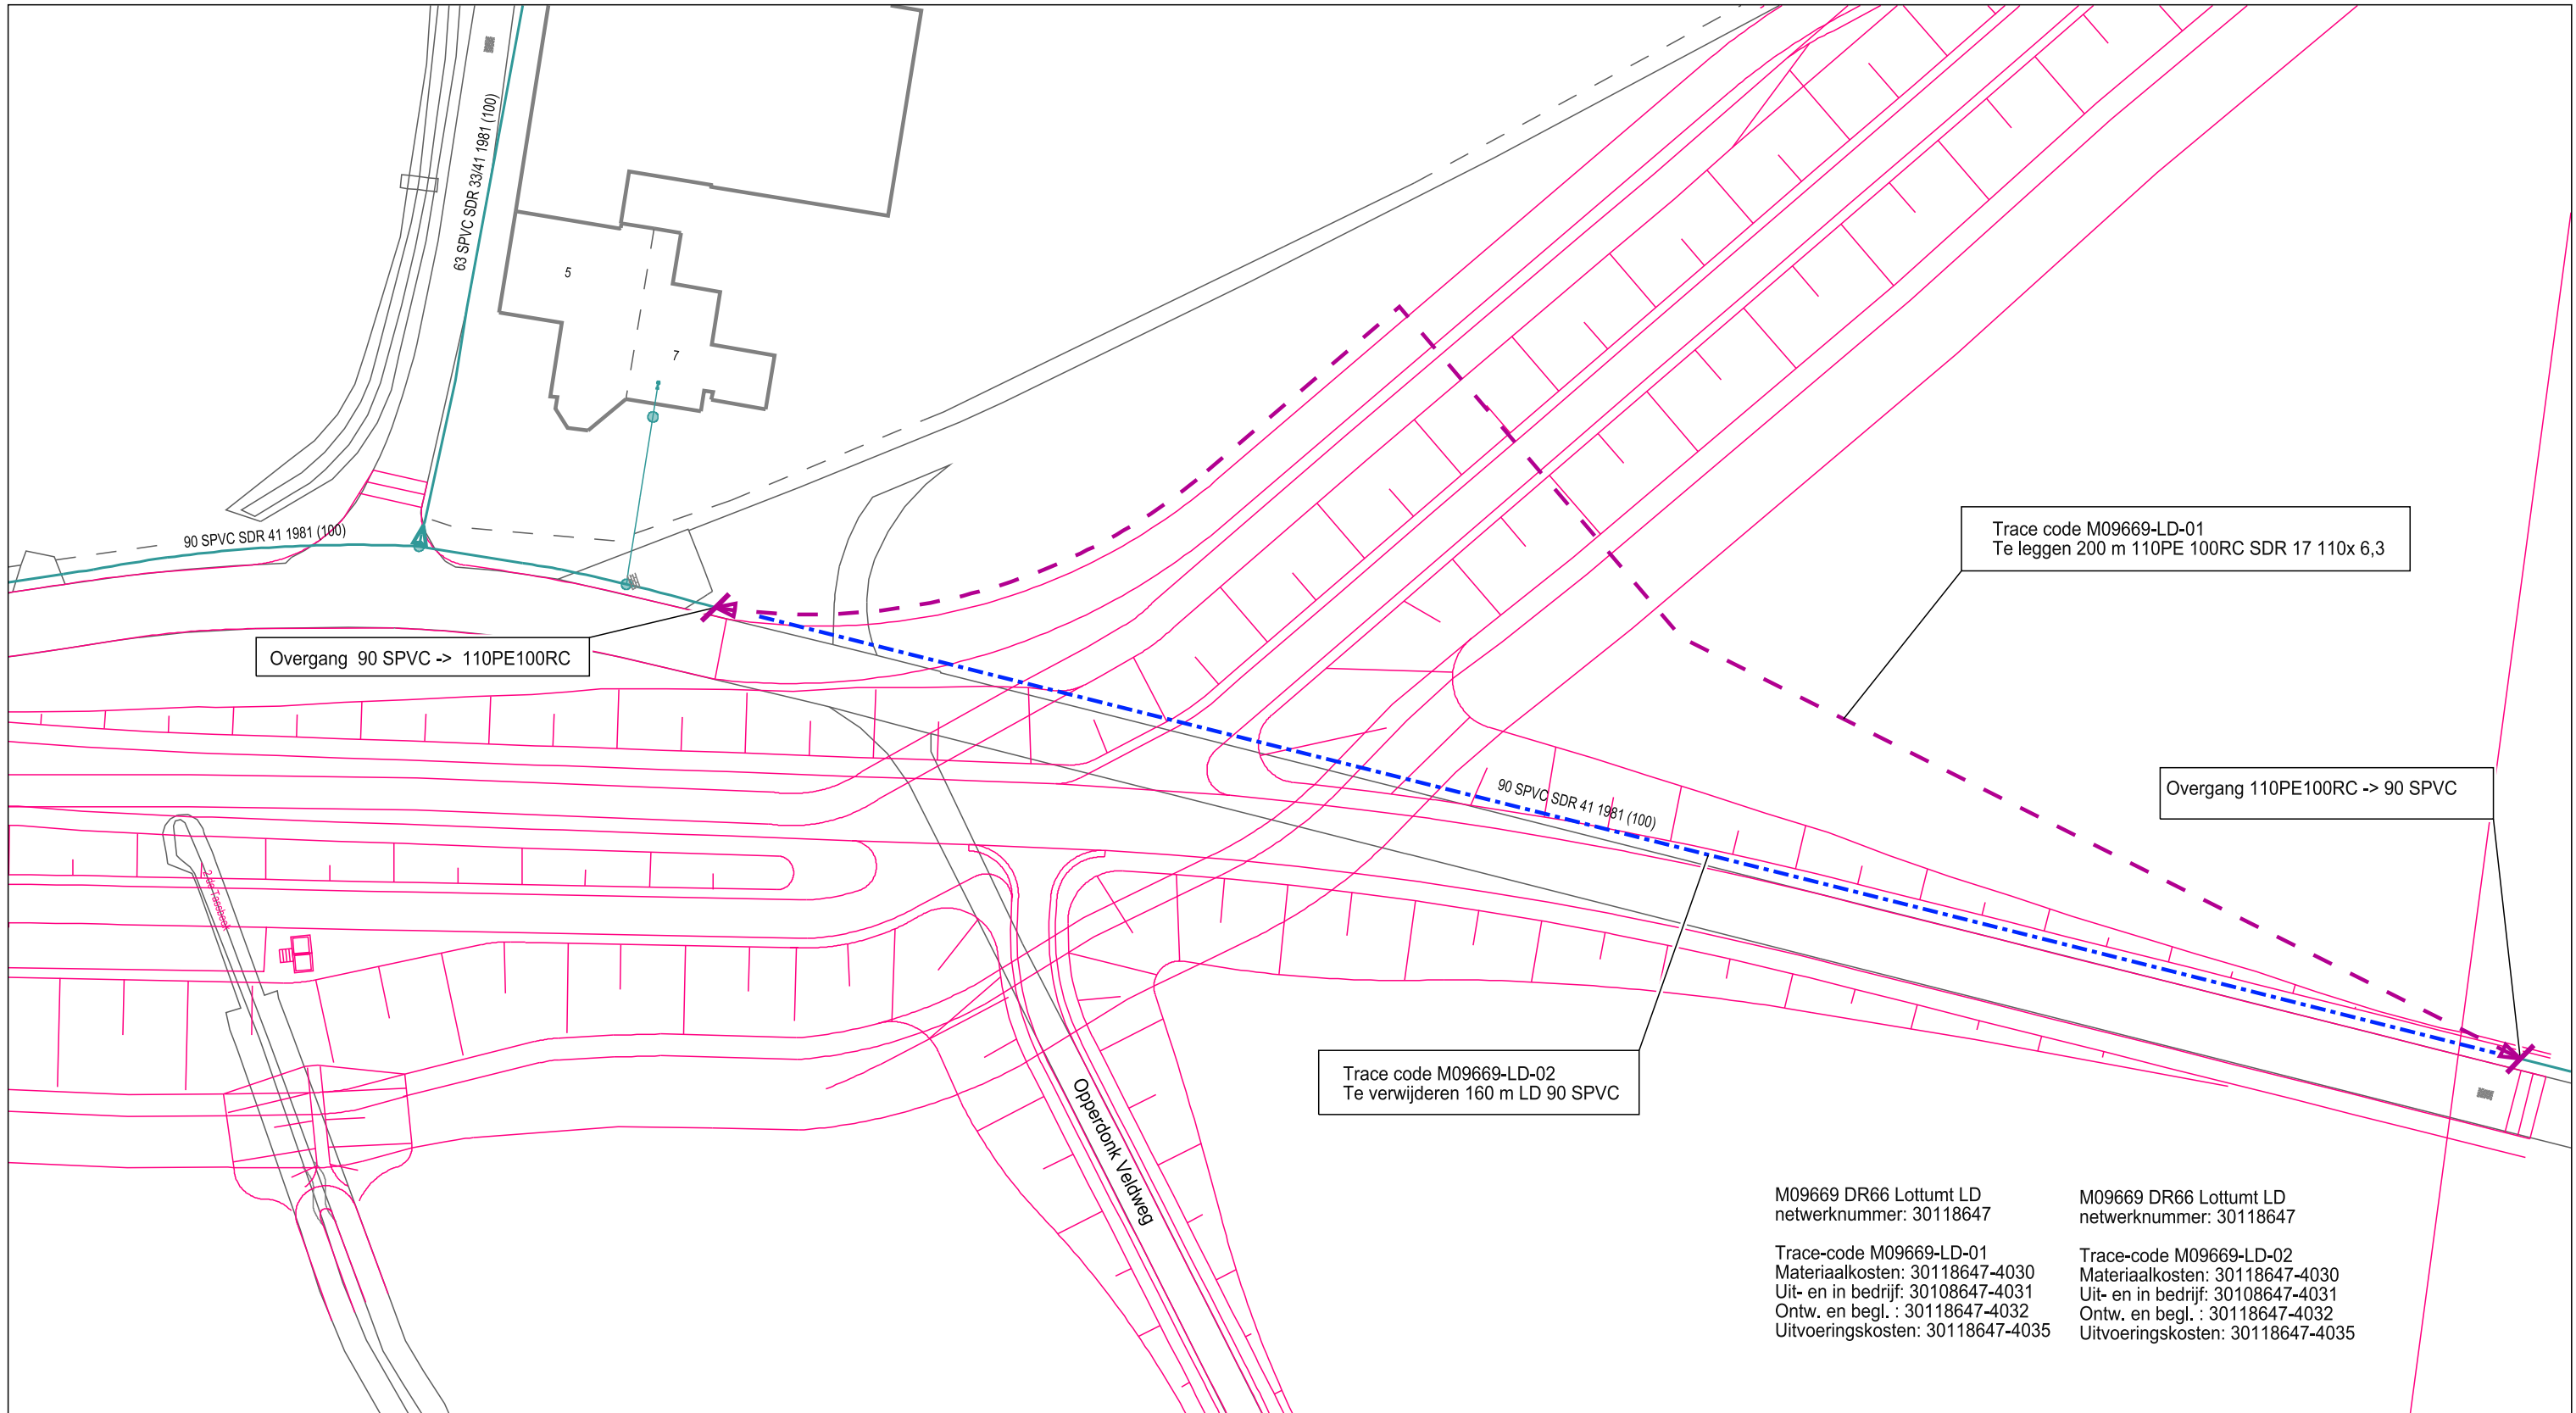 63 SPVC SDR 33/41 1981 (100)
5
7
90 SPVC SDR 41 1981 (100)
Overgang 90 SPVC -> 110PE100RC
Trace code M09669-LD-01
Te leggen 200 m 110PE 100RC SDR 17 110x 6,3
Overgang 110PE100RC -> 90 SPVC
90 SPVC SDR 41 1981 (100)
Trace code M09669-LD-02
Te verwijderen 160 m LD 90 SPVC
Opperdonk Veldweg
M09669 DR66 Lottumt LD
netwerknummer: 30118647
Trace-code M09669-LD-01
Materiaalkosten: 30118647-4030
Uit- en in bedrijf: 30108647-4031
Ontw. en begl. : 30118647-4032
Uitvoeringskosten: 30118647-4035
M09669 DR66 Lottumt LD
netwerknummer: 30118647
Trace-code M09669-LD-02
Materiaalkosten: 30118647-4030
Uit- en in bedrijf: 30108647-4031
Ontw. en begl. : 30118647-4032
Uitvoeringskosten: 30118647-4035